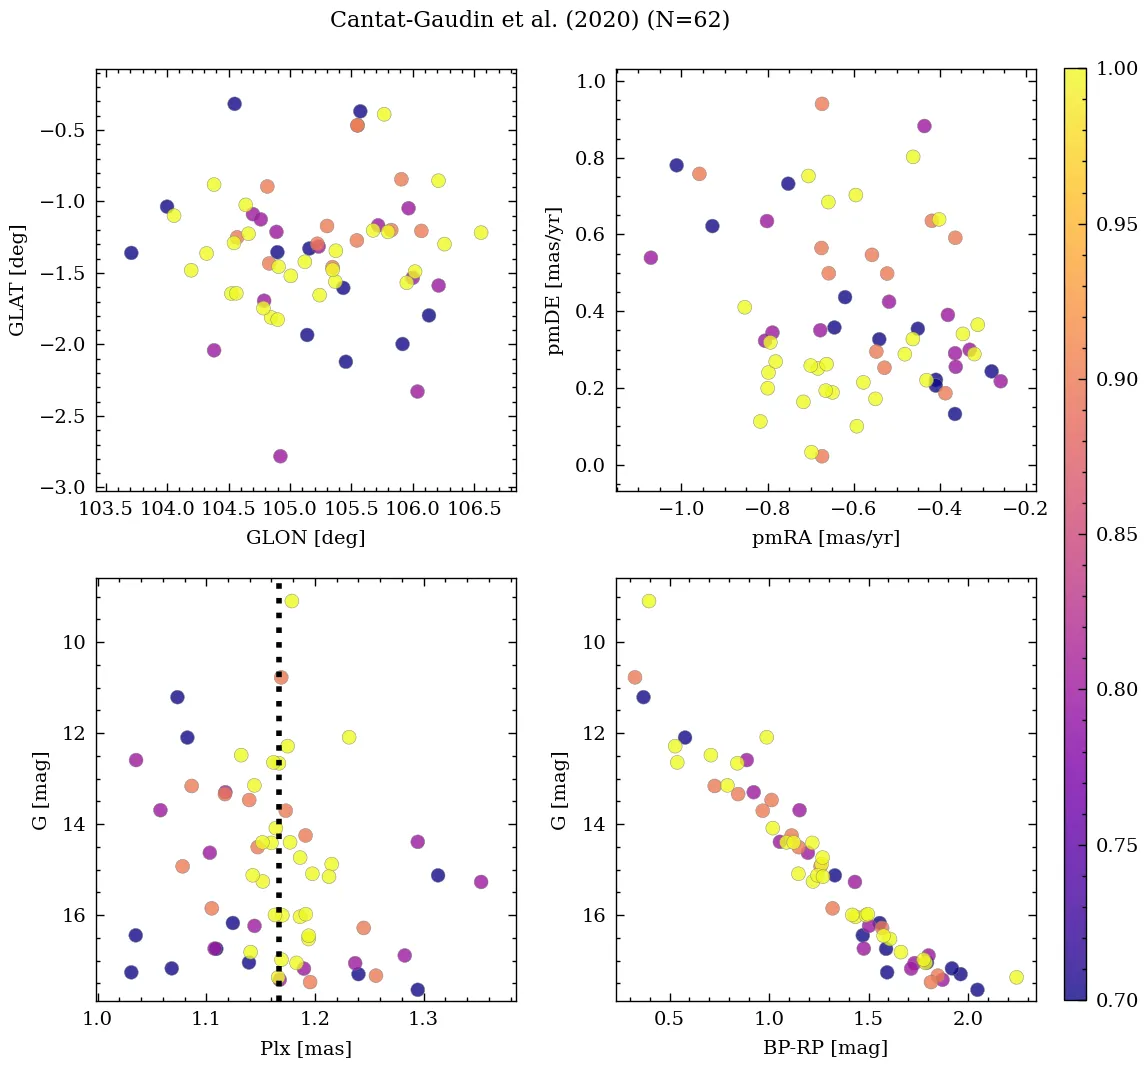 Cantat-Gaudin et al. (2020) (N=62)
−0.5
−1.0
−1.5
−2.0
−2.5
−3.0
GLAT [deg]
103.5 104.0 104.5 105.0 105.5 106.0 106.5
GLON [deg]
1.0
0.8
0.6
0.4
0.2
0.0
pmDE [mas/yr]
−1.0 −0.8 −0.6 −0.4 −0.2
pmRA [mas/yr]
10
12
14
16
G [mag]
1.0 1.1 1.2 1.3
Plx [mas]
10
12
14
16
G [mag]
0.5 1.0 1.5 2.0
BP-RP [mag]
1.00
0.95
0.90
0.85
0.80
0.75
0.70